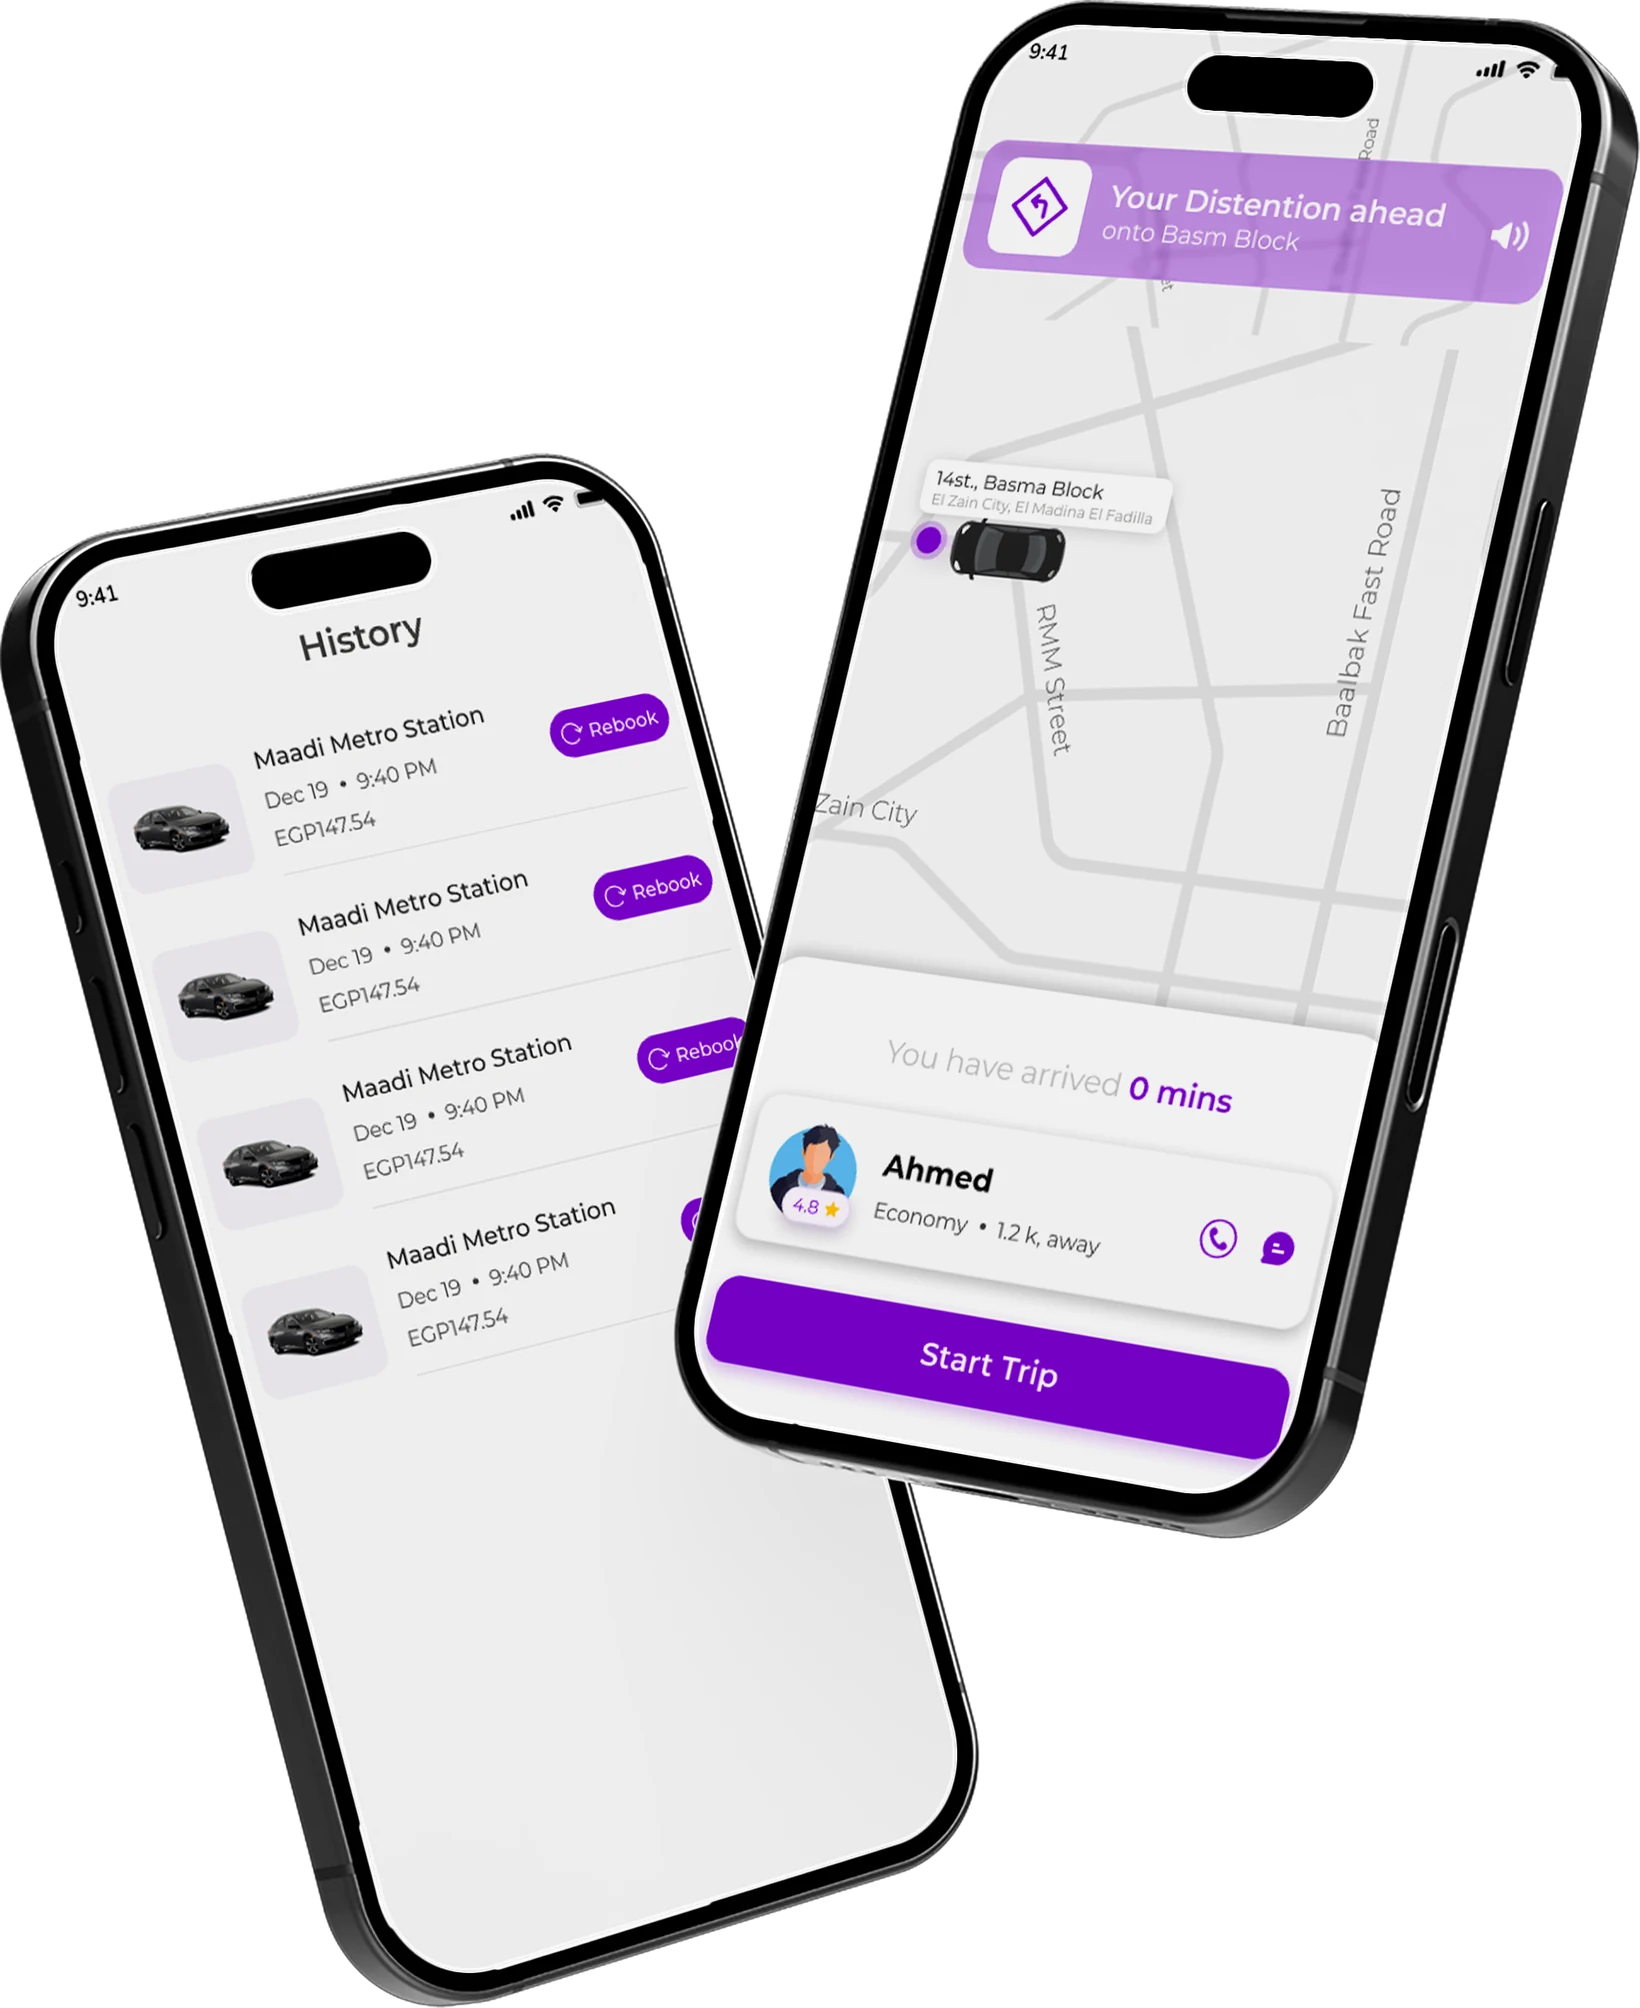 9:41
History
Maadi Metro Station
Rebook
Dec 19 • 9:40 PM
EGP147.54
Maadi Metro Station
Rebook
Dec 19 • 9:40 PM
EGP147.54
Maadi Metro Station
Rebook
Dec 19 • 9:40 PM
EGP147.54
Maadi Metro Station
Dec 19 • 9:40 PM
EGP147.54
9:41
Road
Your Distention ahead
onto Basm Block
14st., Basma Block
El Zain City, El Madina El Fadilla
RMM Street
Baalbak Fast Road
Zain City
You have arrived 0 mins
Ahmed
4.8
Economy • 1.2 k, away
Start Trip